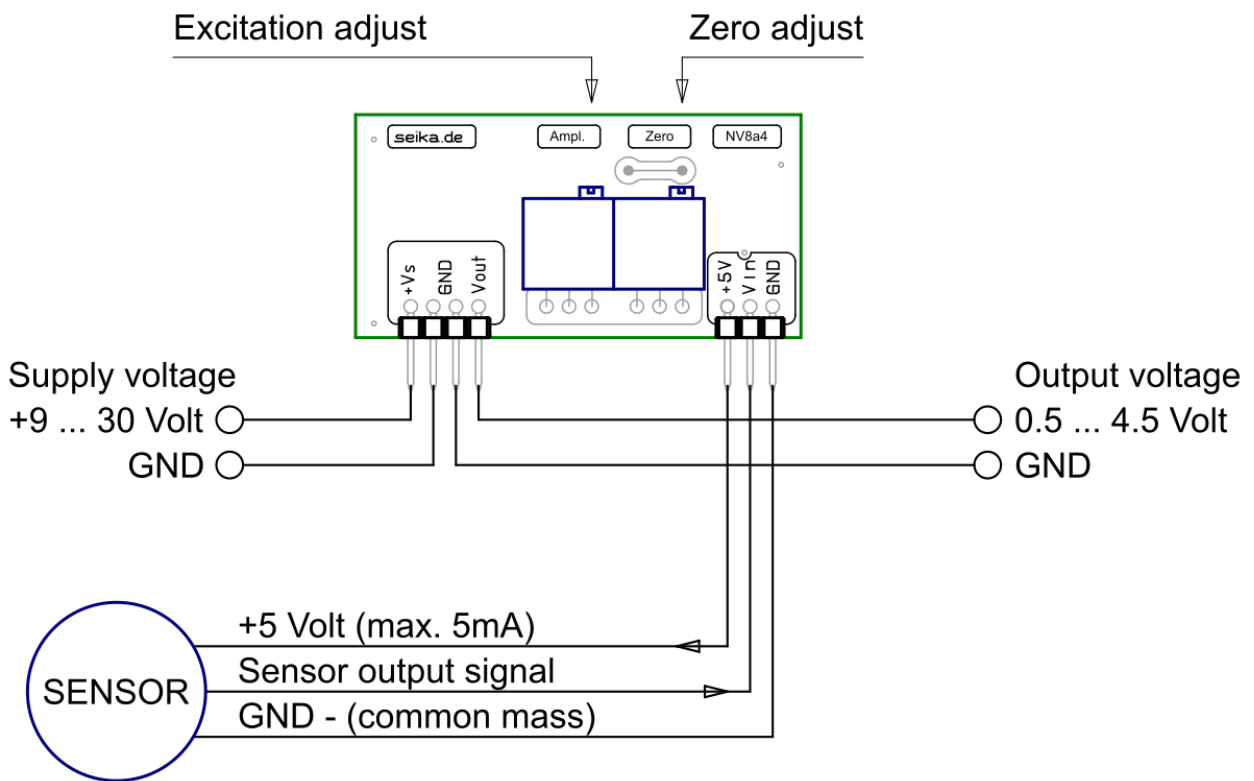 Excitation adjust
Zero adjust
seika.de
Ampl.
Zero
NV8a4
+Vs
GND
Vout
+5V
Vin
GND
Supply voltage
+9 ... 30 Volt
GND
Output voltage
0.5 ... 4.5 Volt
GND
SENSOR
+5 Volt (max. 5mA)
Sensor output signal
GND - (common mass)